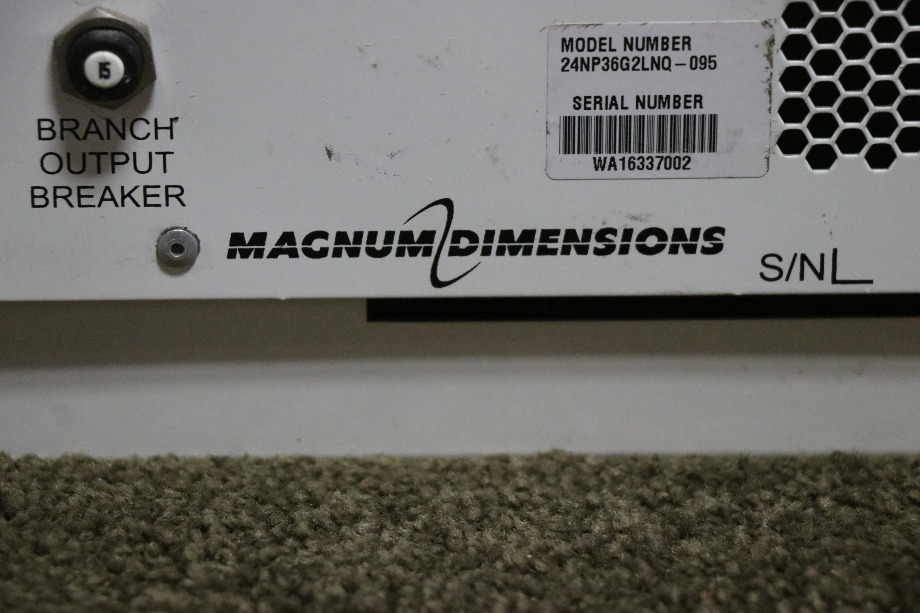 15
BRANCH
OUTPUT
BREAKER
MODEL NUMBER
24NP36G2LNQ-095
SERIAL NUMBER
WA16337002
MAGNUM DIMENSIONS
S/N